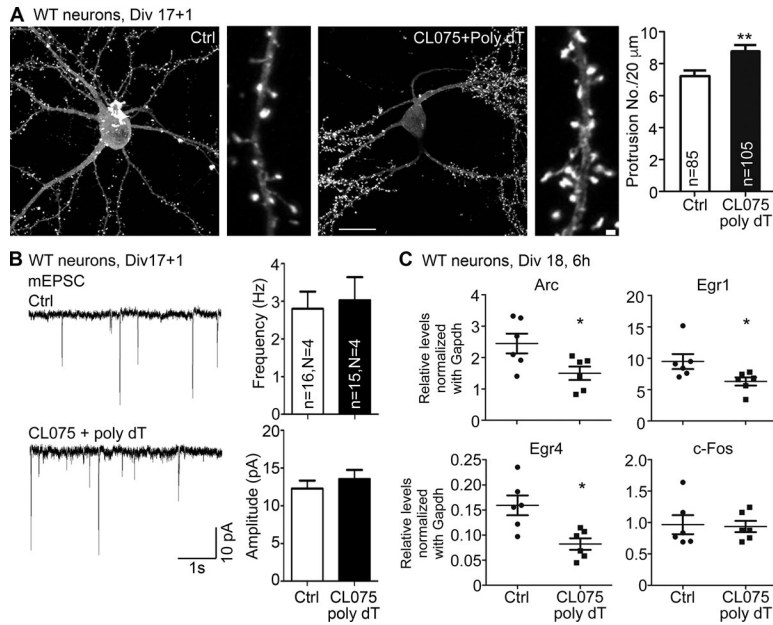 A WT neurons, Div 17+1
Ctrl
CL075+Poly dT
Protrusion No./20 μm
10
8
6
4
2
0
**
n=85
n=105
Ctrl
CL075
poly dT
B WT neurons, Div17+1
mEPSC
Ctrl
CL075 + poly dT
1s
10 pA
Frequency (Hz)
4
3
2
1
0
n=16,N=4
n=15,N=4
Amplitude (pA)
20
15
10
5
0
Ctrl
CL075
poly dT
C WT neurons, Div 18, 6h
Arc
Relative levels
normalized
with Gapdh
4
3
2
1
0
*
Egr1
20
15
10
5
0
*
Egr4
Relative levels
normalized
with Gapdh
0.25
0.20
0.15
0.10
0.05
0
*
Ctrl
CL075
poly dT
c-Fos
2.0
1.5
1.0
0.5
0
Ctrl
CL075
poly dT